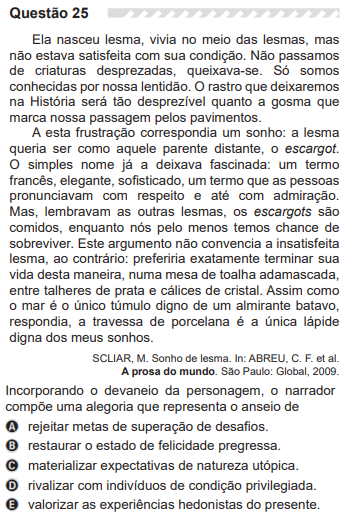 Questão 25
Ela nasceu lesma, vivia no meio das lesmas, mas
não estava satisfeita com sua condição. Não passamos
de criaturas desprezadas, queixava-se. Só somos
conhecidas por nossa lentidão. O rastro que deixaremos
na História será tão desprezível quanto a gosma que
marca nossa passagem pelos pavimentos.
A esta frustração correspondia um sonho: a lesma
queria ser como aquele parente distante, o escargot.
O simples nome já a deixava fascinada: um termo
francês, elegante, sofisticado, um termo que as pessoas
pronunciavam com respeito e até com admiração.
Mas, lembravam as outras lesmas, os escargots são
comidos, enquanto nós pelo menos temos chance de
sobreviver. Este argumento não convencia a insatisfeita
lesma, ao contrário: preferiria exatamente terminar sua
vida desta maneira, numa mesa de toalha adamascada,
entre talheres de prata e cálices de cristal. Assim como
o mar é o único túmulo digno de um almirante batavo,
respondia, a travessa de porcelana é a única lápide
digna dos meus sonhos.
SCLIAR, M. Sonho de lesma. In: ABREU, C. F. et al.
A prosa do mundo. São Paulo: Global, 2009.
Incorporando o devaneio da personagem, o narrador
compõe uma alegoria que representa o anseio de
A rejeitar metas de superação de desafios.
B restaurar o estado de felicidade pregressa.
C materializar expectativas de natureza utópica.
D rivalizar com indivíduos de condição privilegiada.
E valorizar as experiências hedonistas do presente.